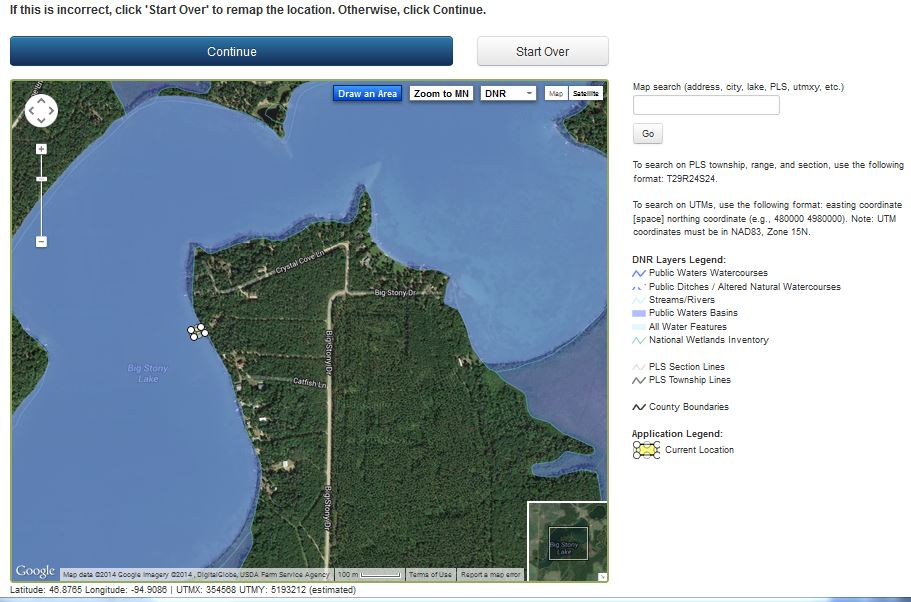 If this is incorrect, click 'Start Over' to remap the location. Otherwise, click Continue.
Continue
Start Over
Draw an Area
Zoom to MN
DNR
Map
Satellite
Map search (address, city, lake, PLS, utmxy, etc.)
Go
To search on PLS township, range, and section, use the following
format: T29R24S24.
To search on UTMs, use the following format: easting coordinate
[space] northing coordinate (e.g., 480000 4980000). Note: UTM
coordinates must be in NAD83, Zone 15N.
DNR Layers Legend:
Public Waters Watercourses
Public Ditches / Altered Natural Watercourses
Streams/Rivers
Public Waters Basins
All Water Features
National Wetlands Inventory
PLS Section Lines
PLS Township Lines
County Boundaries
Application Legend:
Current Location
Crystal Cove Ln
Big Stony Dr
Big Stony Dr
Big Stony
Lake
Catfish Ln
Big Stony Dr
Big Stony
Lake
Google
Map data ©2014 Google Imagery ©2014 , DigitalGlobe, USDA Farm Service Agency
100 m
Terms of Use
Report a map error
Latitude: 46.8765 Longitude: -94.9086 | UTMX: 354568 UTMY: 5193212 (estimated)